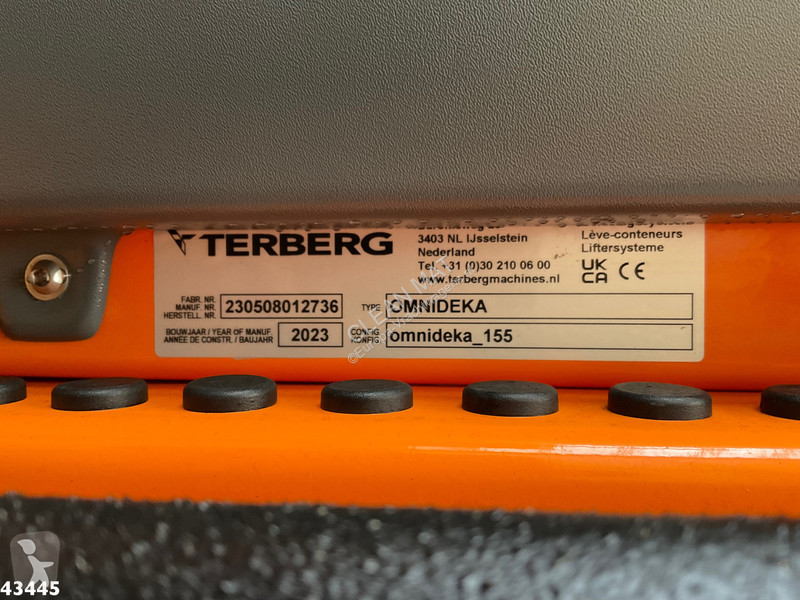 TERBERG
3403 NL IJsselstein
Nederland
Tel. +31 (0)30 210 06 00
www.terbergmachines.nl
Lève-conteneurs
Liftersysteme
UK
CA CE
FABR. NR.
MANUF. NR.
HERSTELL. NR.
230508012736
TYPE OMNIDEKA
BOUWJAAR / YEAR OF MANUF.
ANNÉE DE CONSTR. / BAUJAHR
2023
CONFIG.
KONFIG.
omnideka_155
CLEAN MAT
43445